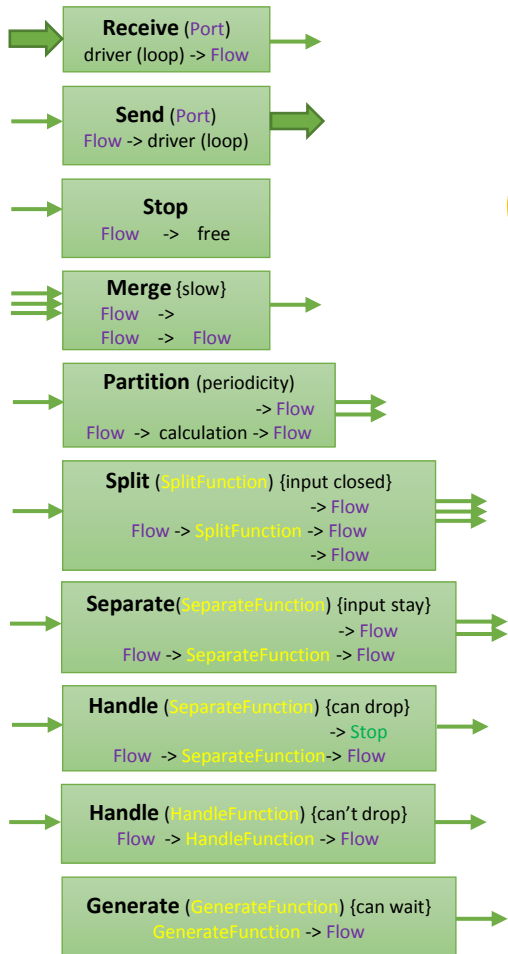 Receive (Port)
driver (loop) -> Flow
Send (Port)
Flow -> driver (loop)
Stop
Flow -> free
Merge {slow}
Flow ->
Flow -> Flow
Partition (periodicity)
-> Flow
Flow -> calculation -> Flow
Split (SplitFunction) {input closed}
-> Flow
Flow -> SplitFunction -> Flow
-> Flow
Separate(SeparateFunction) {input stay}
-> Flow
Flow -> SeparateFunction -> Flow
Handle (SeparateFunction) {can drop}
-> Stop
Flow -> SeparateFunction-> Flow
Handle (HandleFunction) {can't drop}
Flow -> HandleFunction -> Flow
Generate (GenerateFunction) {can wait}
GenerateFunction -> Flow